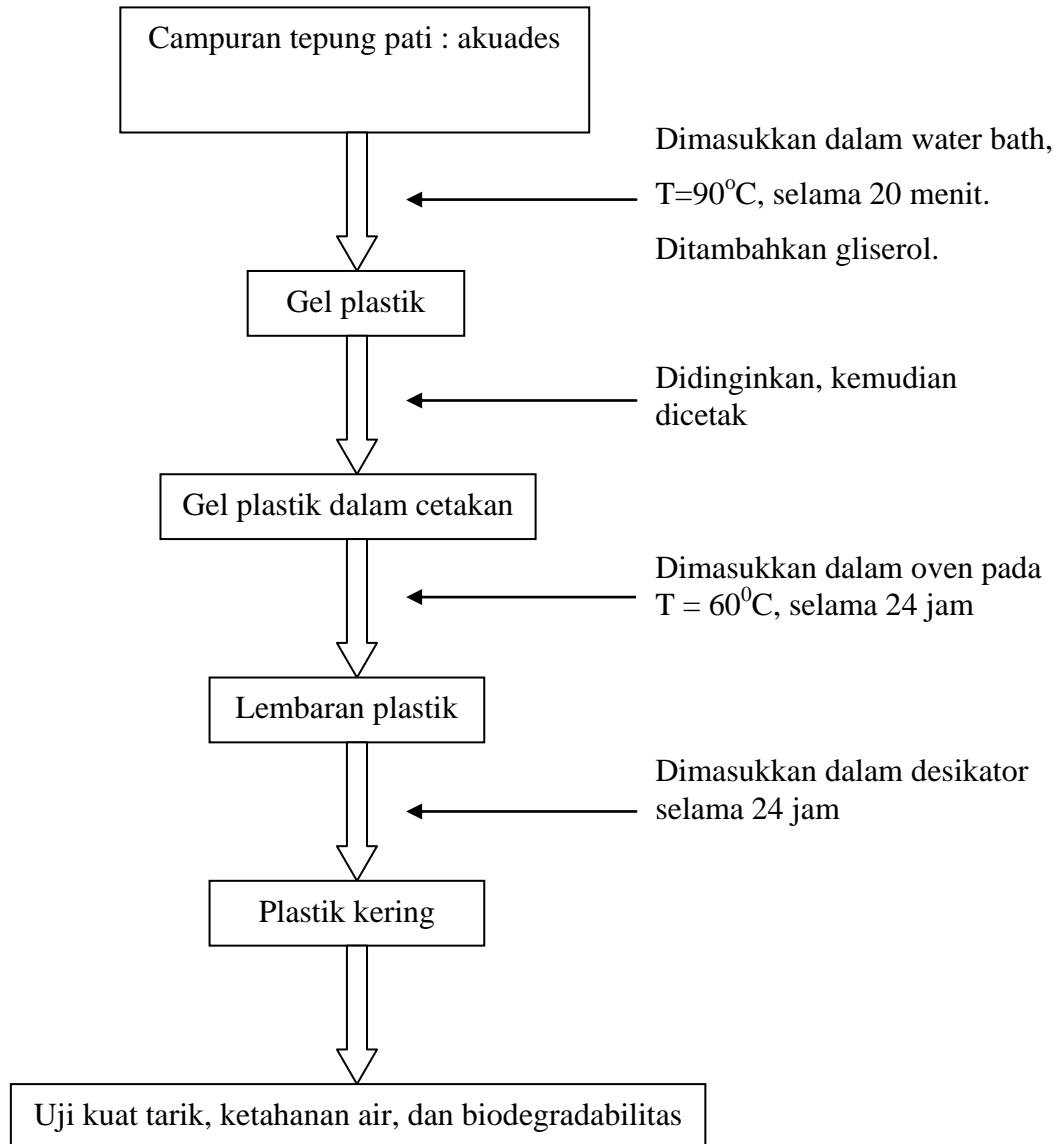 Campuran tepung pati : akuades
Dimasukkan dalam water bath,
T=90°C, selama 20 menit.
Ditambahkan gliserol.
Gel plastik
Didinginkan, kemudian
dicetak
Gel plastik dalam cetakan
Dimasukkan dalam oven pada
T = 60⁰C, selama 24 jam
Lembaran plastik
Dimasukkan dalam desikator
selama 24 jam
Plastik kering
Uji kuat tarik, ketahanan air, dan biodegradabilitas